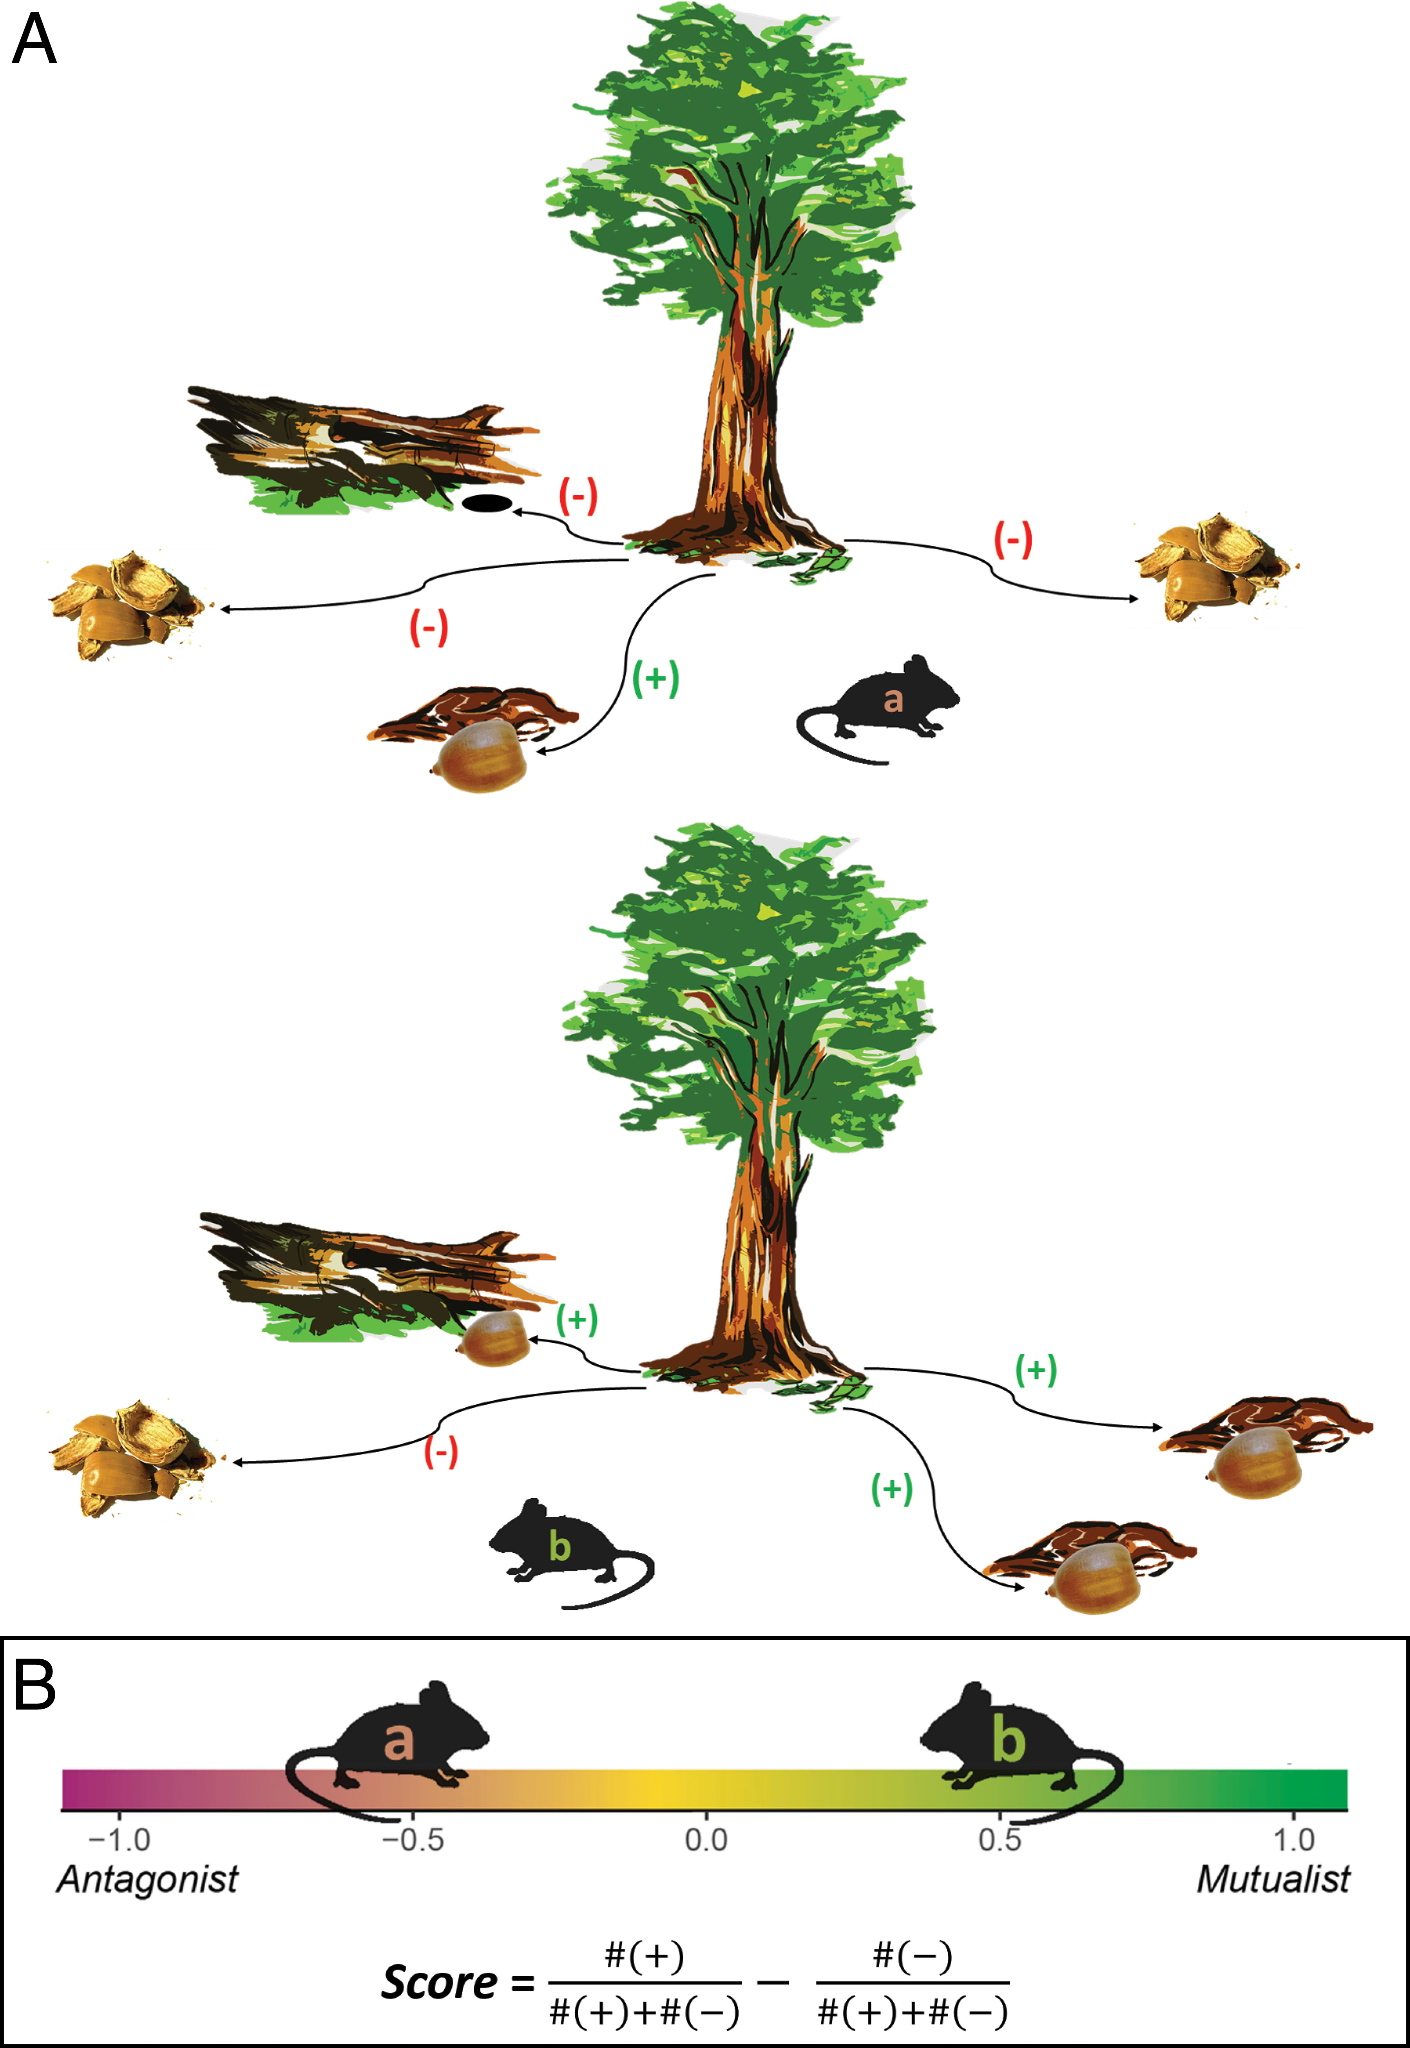 A
(-)
(-)
(-)
(+)
a
(+)
(+)
(-)
(+)
b
B
a
b
−1.0 −0.5 0.0 0.5 1.0
Antagonist Mutualist
Score = #(+) / #(+)+#(−) − #(−) / #(+)+#(−)